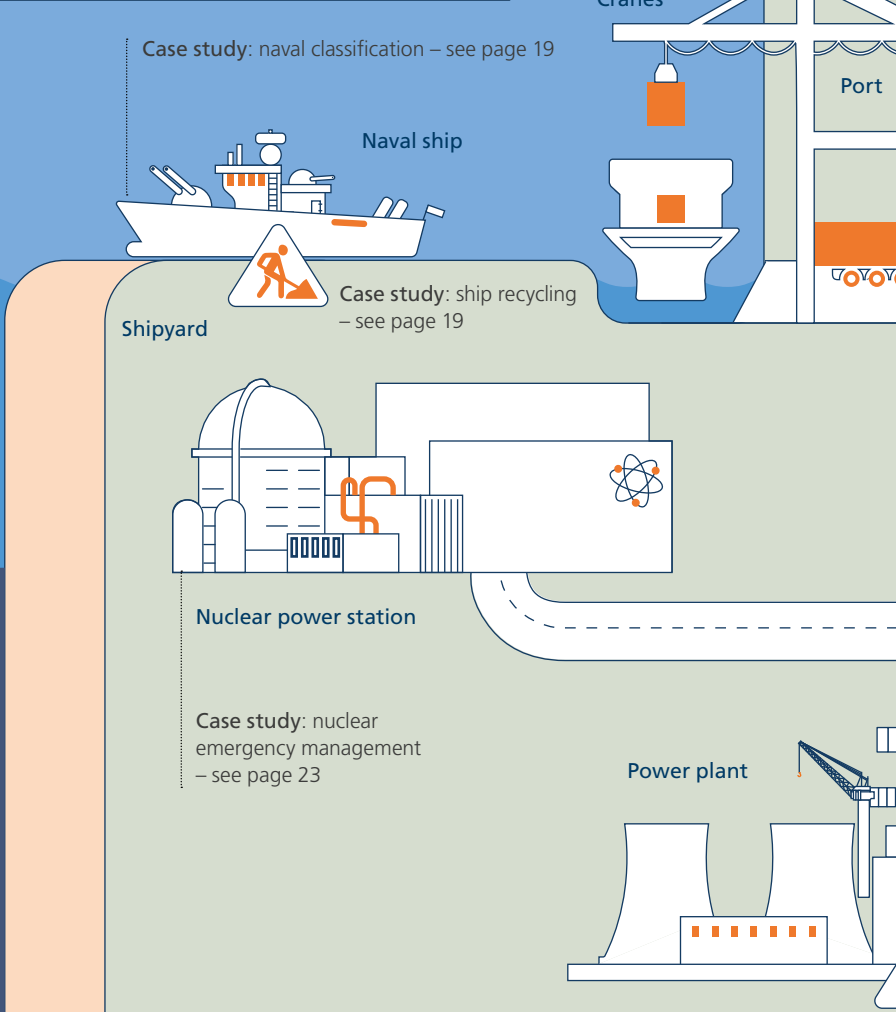 Cranes
Case study: naval classification – see page 19
Port
Naval ship
Case study: ship recycling
– see page 19
Shipyard
Nuclear power station
Case study: nuclear
emergency management
– see page 23
Power plant